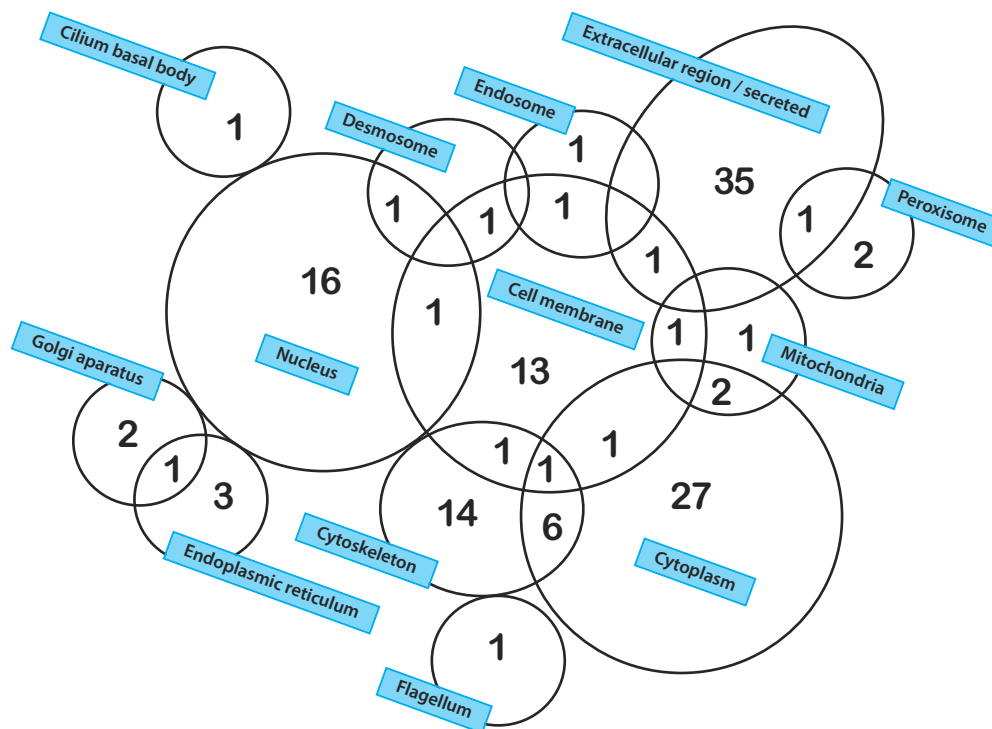 Cilium basal body
1
Desmosome
Endosome
Extracellular region / secreted
1
35
Peroxisome
1
1
1
1
2
1
16
Cell membrane
1
1
1
Mitochondria
Nucleus
Golgi aparatus
13
2
2
1
3
1
1
1
14
6
27
Cytoskeleton
Cytoplasm
Endoplasmic reticulum
1
Flagellum